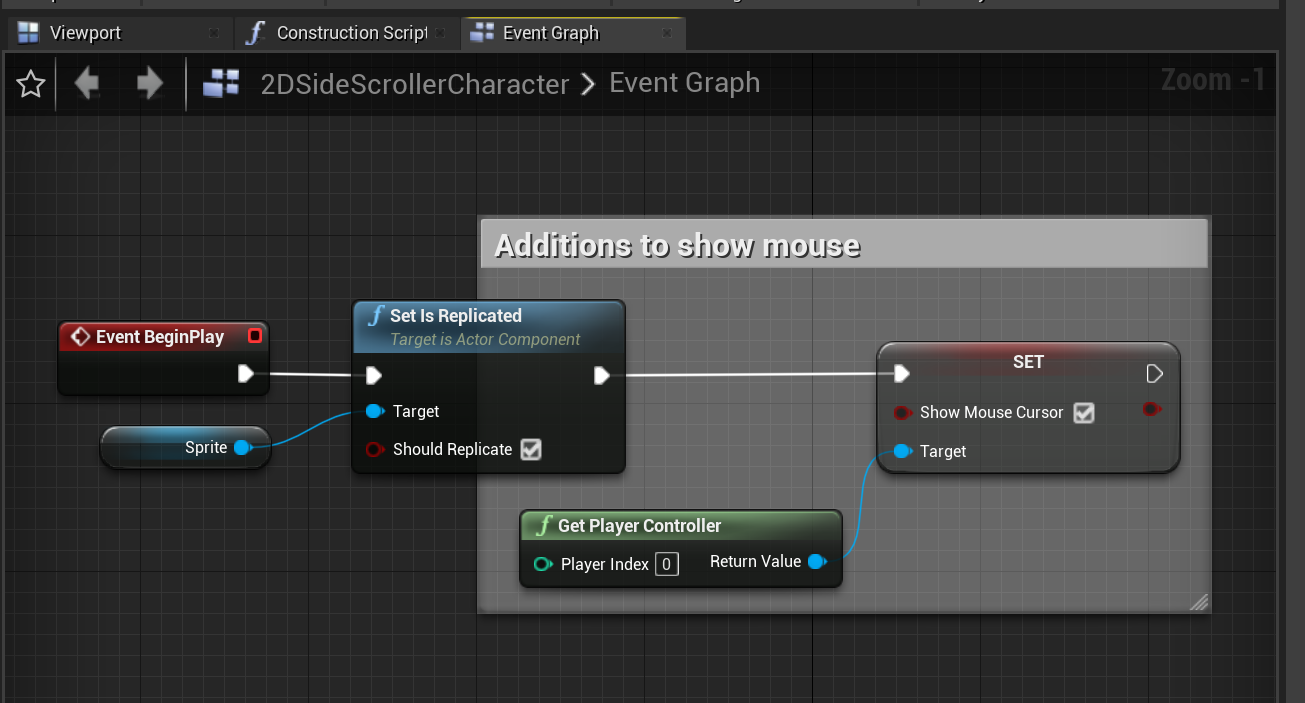 Viewport
Construction Script
Event Graph
2DSideScrollerCharacter > Event Graph
Zoom -1
Additions to show mouse
Event BeginPlay
Set Is Replicated
Target is Actor Component
Target
Should Replicate
Sprite
SET
Show Mouse Cursor
Target
Get Player Controller
Player Index 0
Return Value